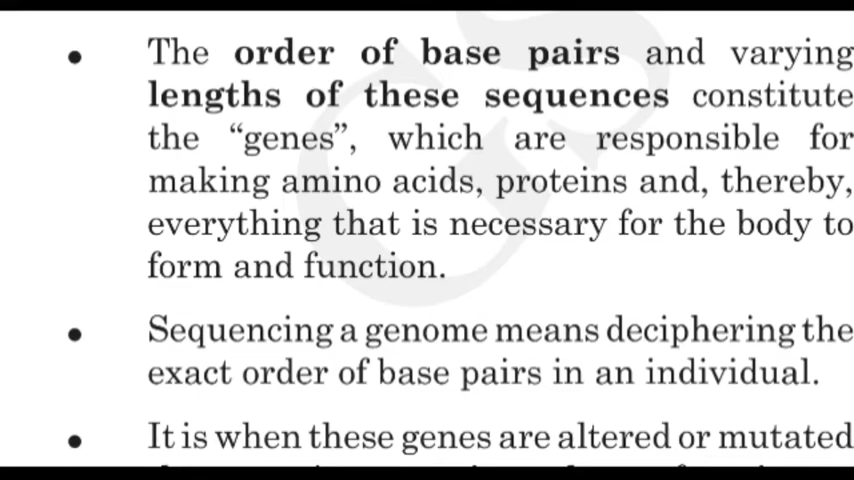 • The order of base pairs and varying
lengths of these sequences constitute
the “genes”, which are responsible for
making amino acids, proteins and, thereby,
everything that is necessary for the body to
form and function.
• Sequencing a genome means deciphering the
exact order of base pairs in an individual.
• It is when these genes are altered or mutated